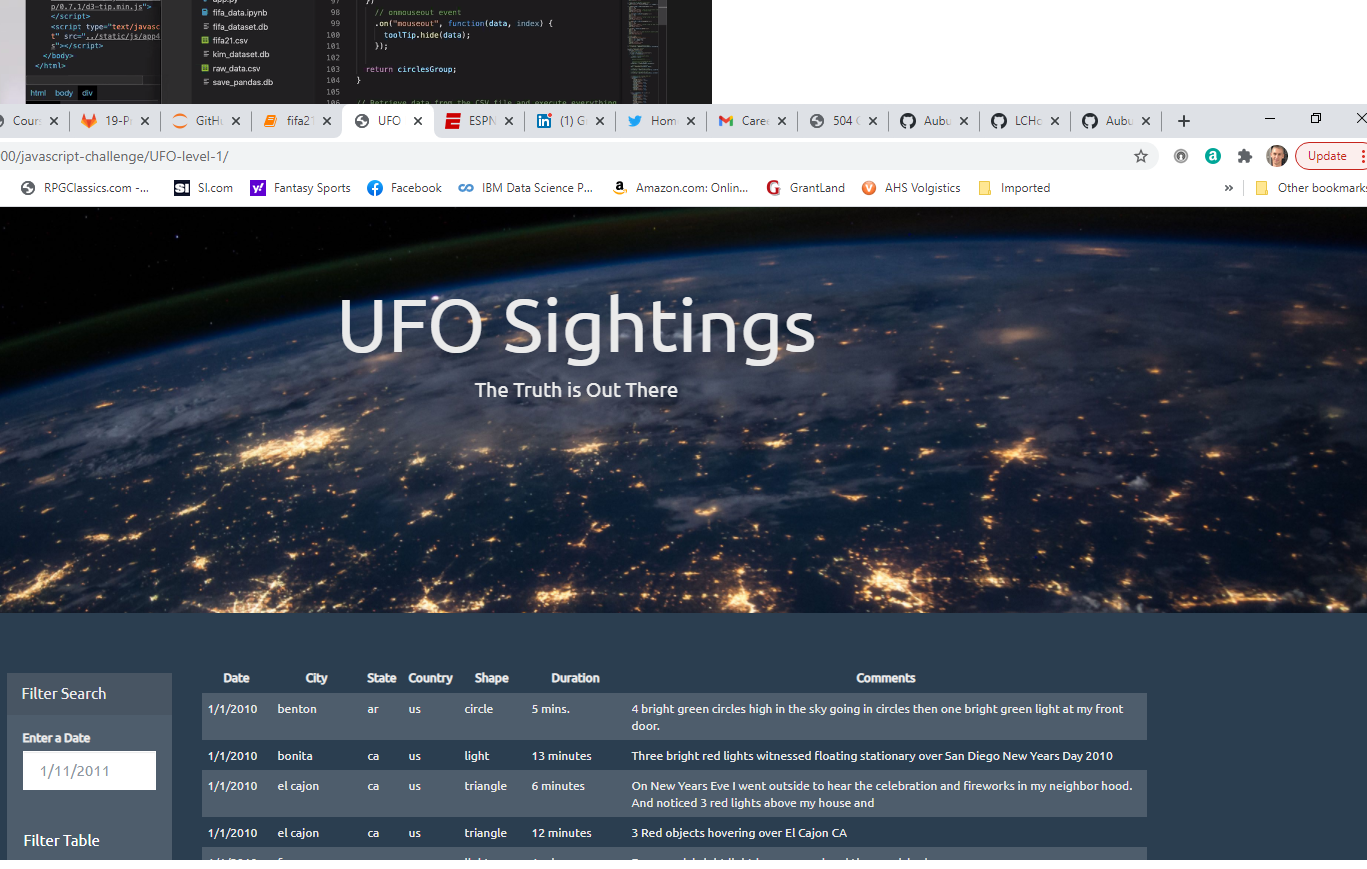 p/0.7.1/d3-tip.min.js">
</script>
<script type="text/javasc
t" src="../static/js/app4
s"></script>
</body>
</html>
html body div
app.py
fifa_data.ipynb
fifa_dataset.db
fifa21.csv
kim_dataset.db
raw_data.csv
save_pandas.db
97 })
98 // onmouseout event
99 .on("mouseout", function(data, index) {
100 toolTip.hide(data);
101 });
102
103 return circlesGroup;
104 }
105
106 // Retrieve data from the CSV file and execute everything
Cours 19-P GitH fifa21 UFO ESPN (1) G Hom Caree 504 Aubu LCHo Aubu
00/javascript-challenge/UFO-level-1/
a Update
RPGClassics.com -... SI SI.com y! Fantasy Sports Facebook IBM Data Science P... Amazon.com: Onlin... G GrantLand V AHS Volgistics Imported » Other bookmarks
UFO Sightings
The Truth is Out There
Filter Search
Enter a Date
1/11/2011
Filter Table
Date City State Country Shape Duration Comments
1/1/2010 benton ar us circle 5 mins. 4 bright green circles high in the sky going in circles then one bright green light at my front
door.
1/1/2010 bonita ca us light 13 minutes Three bright red lights witnessed floating stationary over San Diego New Years Day 2010
1/1/2010 el cajon ca us triangle 6 minutes On New Years Eve I went outside to hear the celebration and fireworks in my neighbor hood.
And noticed 3 red lights above my house and
1/1/2010 el cajon ca us triangle 12 minutes 3 Red objects hovering over El Cajon CA